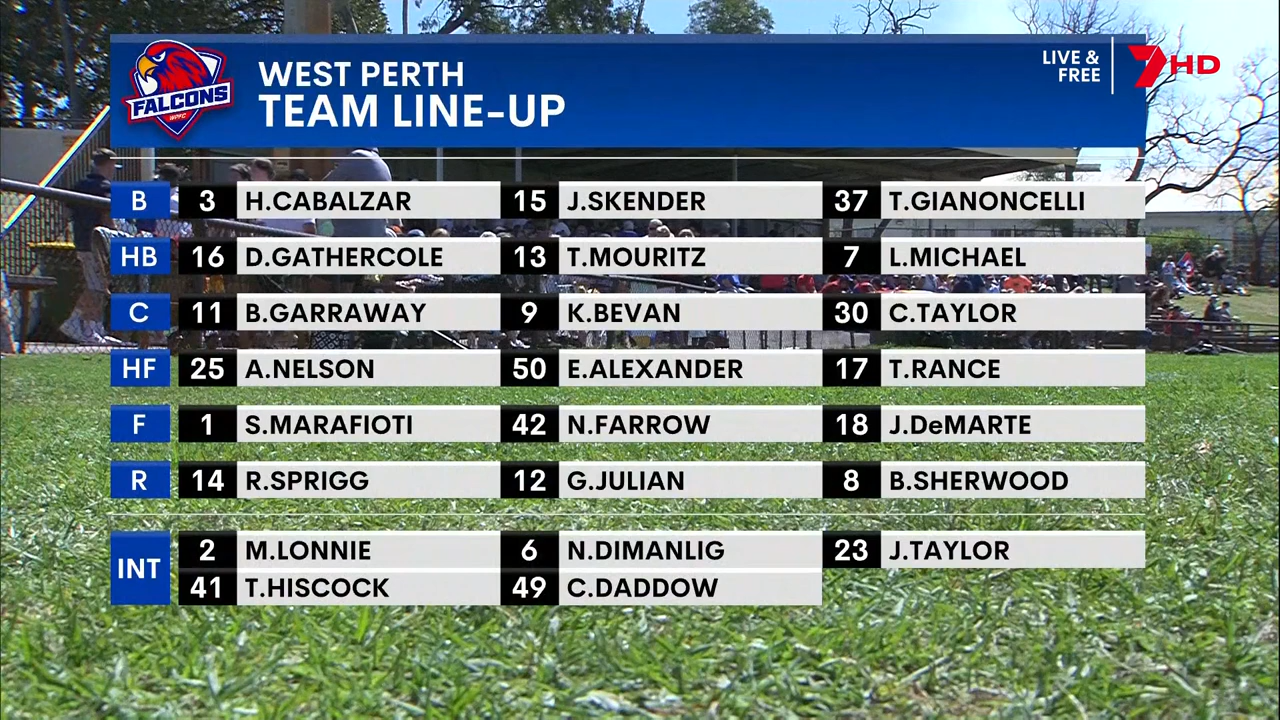 FALCONS
WPFC
WEST PERTH
TEAM LINE-UP
LIVE &
FREE
7HD
B 3 H.CABALZAR 15 J.SKENDER 37 T.GIANONCELLI
HB 16 D.GATHERCOLE 13 T.MOURITZ 7 L.MICHAEL
C 11 B.GARRAWAY 9 K.BEVAN 30 C.TAYLOR
HF 25 A.NELSON 50 E.ALEXANDER 17 T.RANCE
F 1 S.MARAFIOTI 42 N.FARROW 18 J.DeMARTE
R 14 R.SPRIGG 12 G.JULIAN 8 B.SHERWOOD
INT 2 M.LONNIE 6 N.DIMANLIG 23 J.TAYLOR
41 T.HISCOCK 49 C.DADDOW